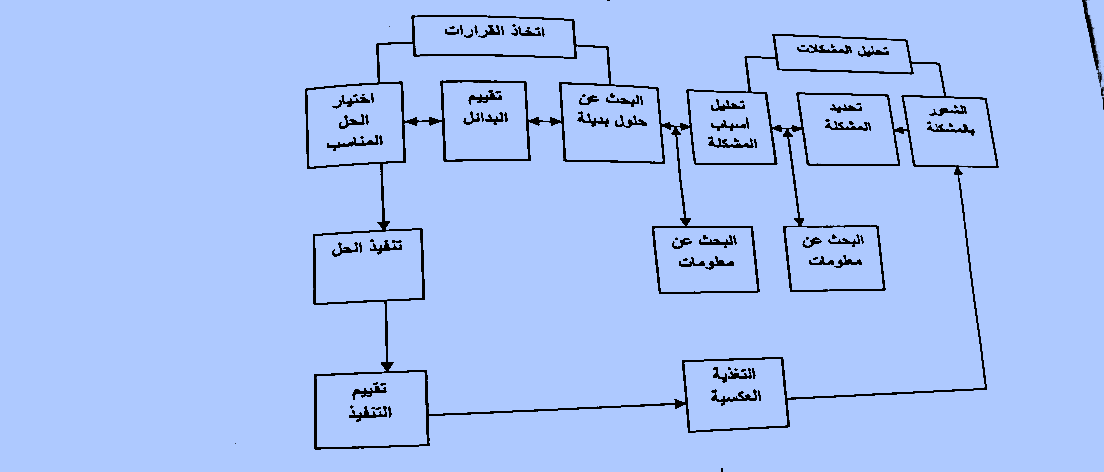 تحليل المشكلات
اتخاذ القرارات
الشعور
بالمشكلة
تحديد
المشكلة
تحليل
أسباب
المشكلة
البحث عن
حلول بديلة
تقييم
البدائل
اختيار
الحل
المناسب
البحث عن
معلومات
البحث عن
معلومات
تنفيذ الحل
التغذية
العكسية
تقييم
التنفيذ